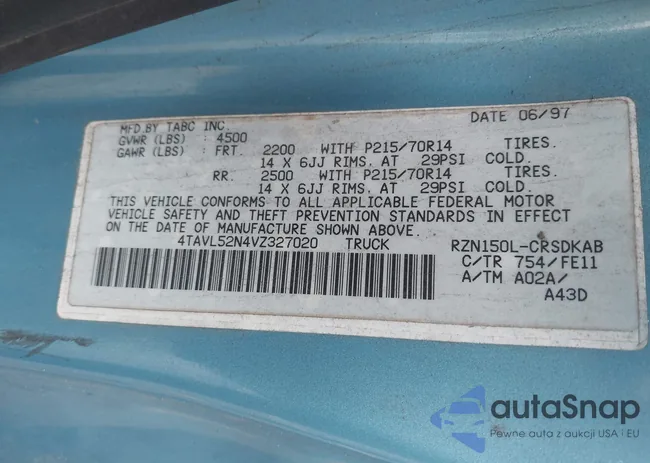 MFD.BY TABC INC. DATE 06/97
GVWR (LBS) : 4500
GAWR (LBS) : FRT. 2200 WITH P215/70R14 TIRES.
14 X 6JJ RIMS. AT 29PSI COLD.
RR. 2500 WITH P215/70R14 TIRES.
14 X 6JJ RIMS. AT 29PSI COLD.
THIS VEHICLE CONFORMS TO ALL APPLICABLE FEDERAL MOTOR
VEHICLE SAFETY AND THEFT PREVENTION STANDARDS IN EFFECT
ON THE DATE OF MANUFACTURE SHOWN ABOVE.
4TAVL52N4VZ327020 TRUCK RZN150L-CRSDKAB
C/TR 754/FE11
A/TM A02A/
A43D
autaSnap
Pewne auta z aukcji USA i EU